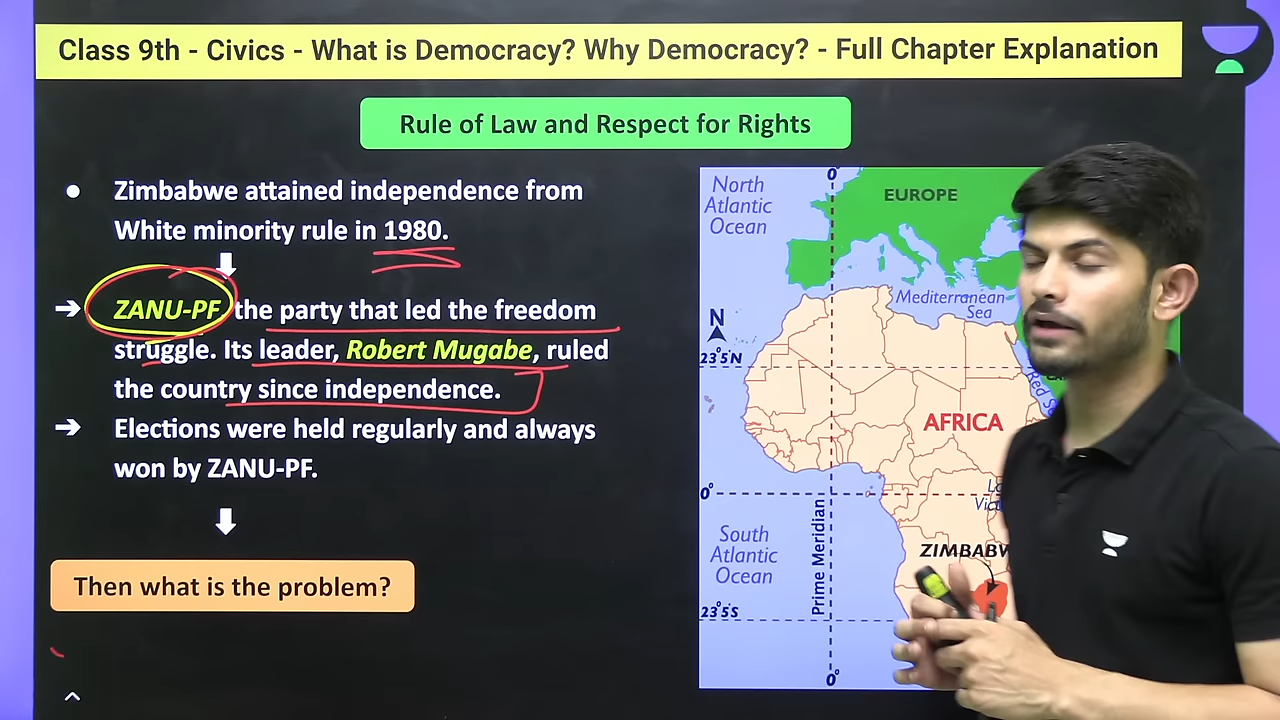 Class 9th - Civics - What is Democracy? Why Democracy? - Full Chapter Explanation
Rule of Law and Respect for Rights
● Zimbabwe attained independence from
White minority rule in 1980.
→ ZANU-PF the party that led the freedom
struggle. Its leader, Robert Mugabe, ruled
the country since independence.
→ Elections were held regularly and always
won by ZANU-PF.
Then what is the problem?
0°
North
Atlantic
Ocean
EUROPE
Mediterranean
Sea
N
23°5'N
Red
AFRICA
0°
South
Atlantic
Ocean
Prime Meridian
ZIMBABW
23°5'S
0°